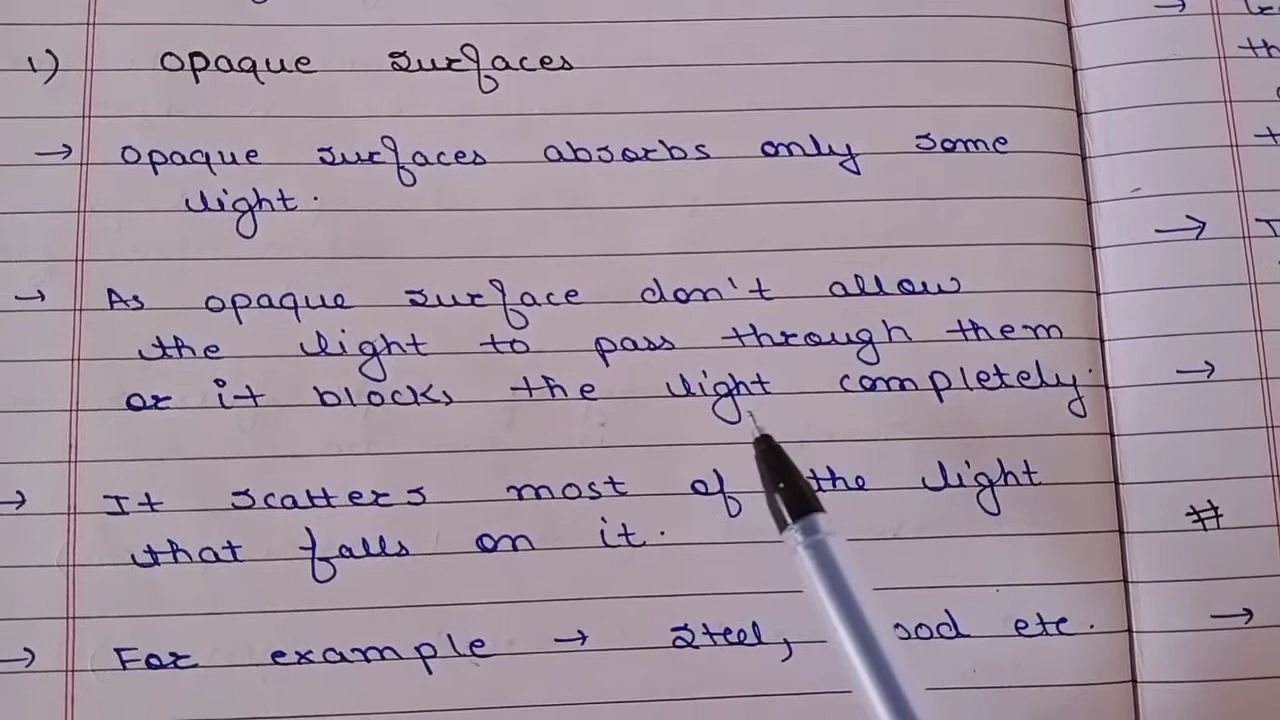 1) Opaque surfaces
→ Opaque surfaces absorbs only some
light.
→ As opaque surface don't allow
the light to pass through them
or it blocks the light completely.
→ It scatters most of the light
that falls on it.
→ For example → Steel, ood etc.
→
th
→
→
#
→